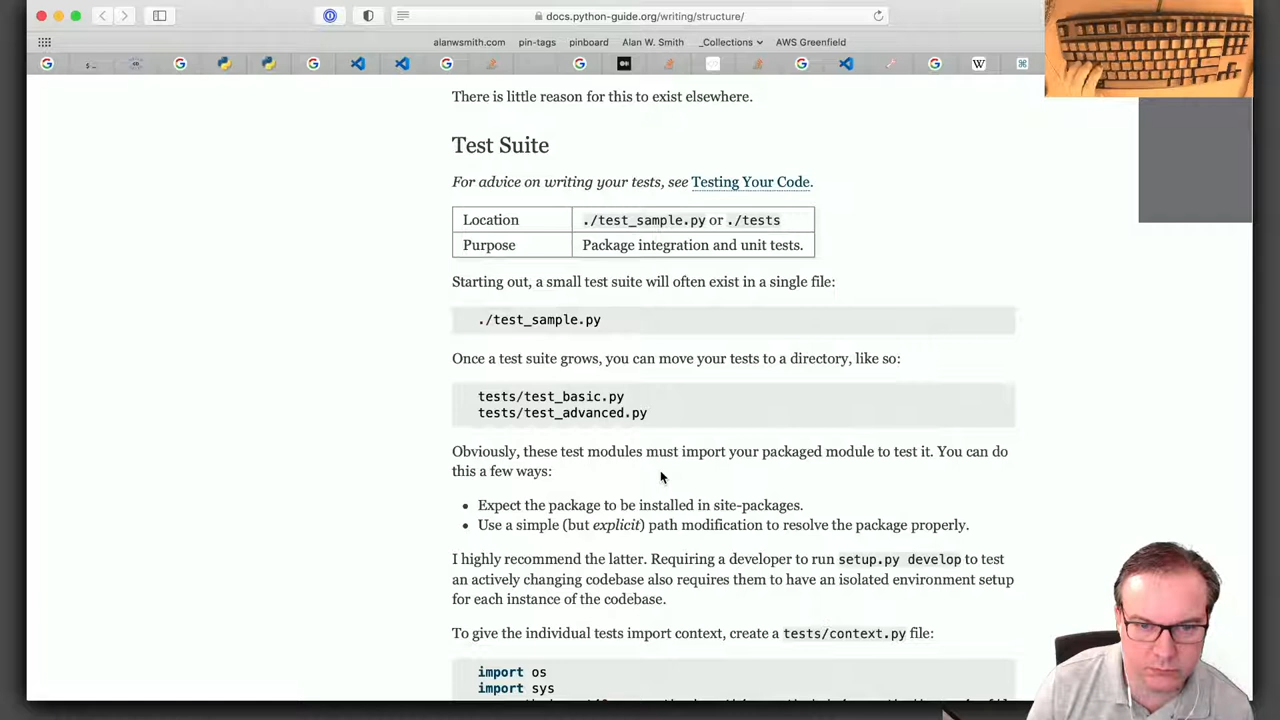 docs.python-guide.org/writing/structure/
alanwsmith.com pin-tags pinboard Alan W. Smith _Collections AWS Greenfield
There is little reason for this to exist elsewhere.
Test Suite
For advice on writing your tests, see Testing Your Code.
Location ./test_sample.py or ./tests
Purpose Package integration and unit tests.
Starting out, a small test suite will often exist in a single file:
./test_sample.py
Once a test suite grows, you can move your tests to a directory, like so:
tests/test_basic.py
tests/test_advanced.py
Obviously, these test modules must import your packaged module to test it. You can do
this a few ways:
• Expect the package to be installed in site-packages.
• Use a simple (but explicit) path modification to resolve the package properly.
I highly recommend the latter. Requiring a developer to run setup.py develop to test
an actively changing codebase also requires them to have an isolated environment setup
for each instance of the codebase.
To give the individual tests import context, create a tests/context.py file:
import os
import sys